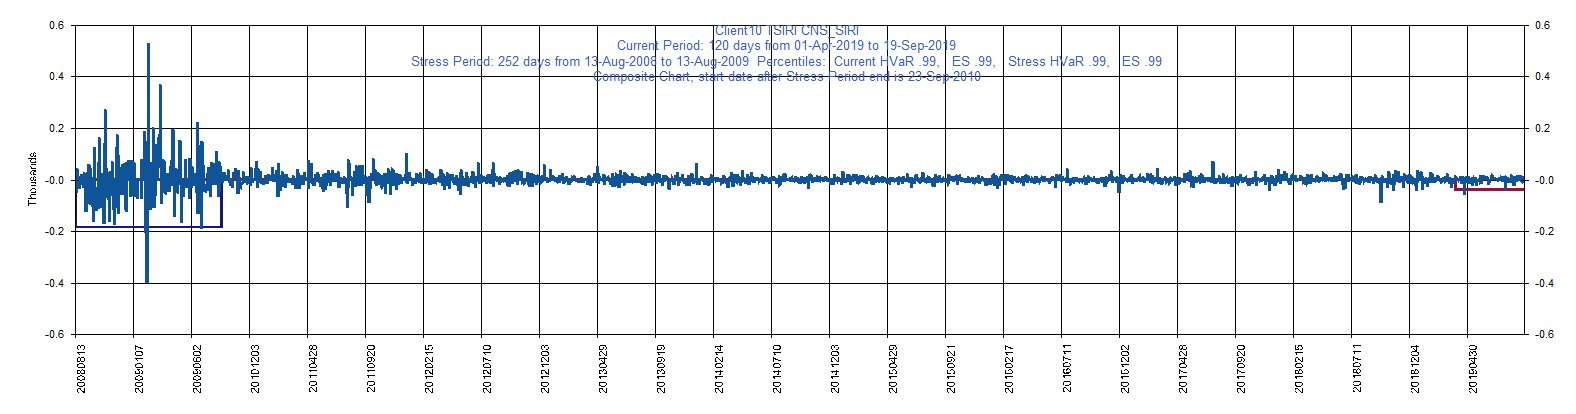 Client10 TSIRI CNS_SIRI
Current Period: 120 days from 01-Apr-2019 to 19-Sep-2019
Stress Period: 252 days from 13-Aug-2008 to 13-Aug-2009  Percentiles:  Current HVaR .99,   ES .99,   Stress HVaR .99,   ES .99
Composite Chart, start date after Stress Period end is 23-Sep-2010
0.6 0.6
0.4 0.4
0.2 0.2
-0.0 -0.0
-0.2 -0.2
-0.4 -0.4
-0.6 -0.6
Thousands
20080813 20090107 20090602 20101203 20110428 20110920 20120215 20120710 20121203 20130429 20130919 20140214 20140710 20141203 20150429 20150921 20160217 20160711 20161202 20170428 20170920 20180215 20180711 20181204 20190430